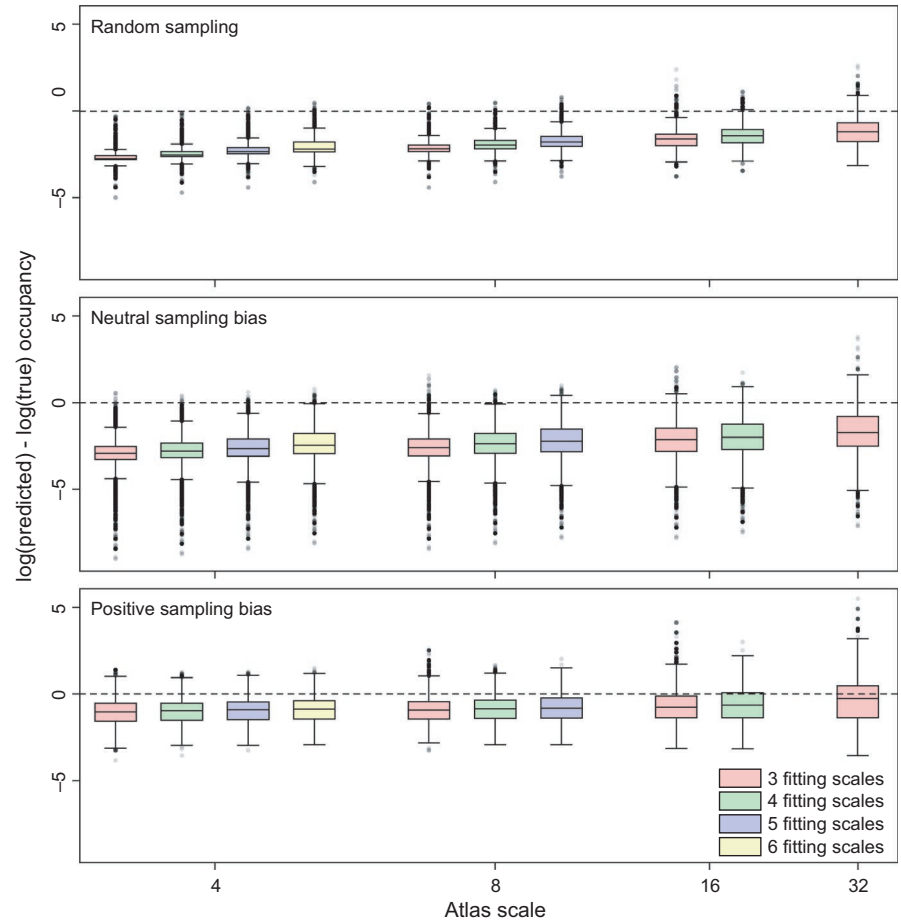 5
Random sampling
0
−5
5
Neutral sampling bias
0
−5
5
Positive sampling bias
0
−5
log(predicted) - log(true) occupancy
3 fitting scales
4 fitting scales
5 fitting scales
6 fitting scales
4 8 16 32
Atlas scale